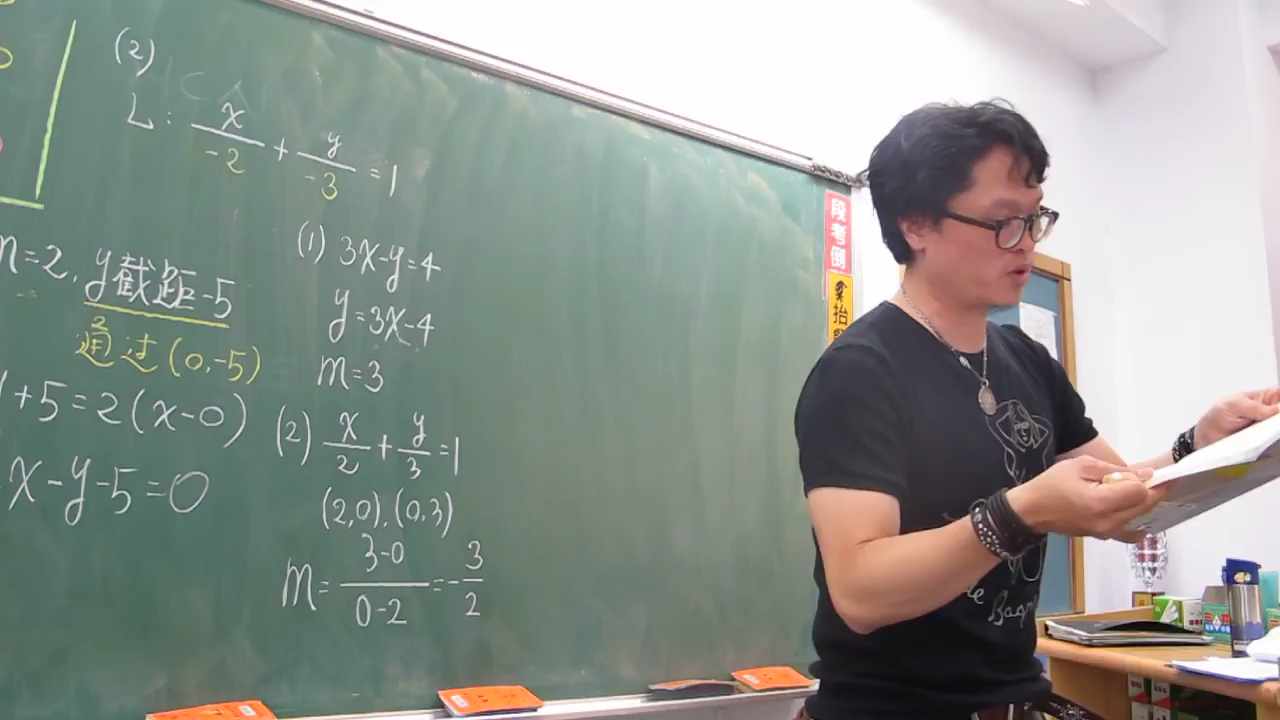 (2)
L: x/-2 + y/-3 = 1
m=2, y截距-5
通过(0,-5)
+5=2(x-0)
x-y-5=0
(1) 3x-y=4
y=3x-4
m=3
(2) x/2 + y/3 = 1
(2,0),(0,3)
m= 3-0/0-2 = -3/2
段考倒
抬